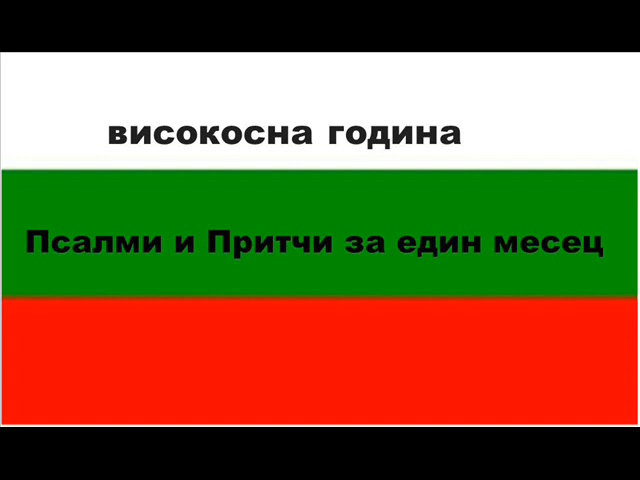 високосна година
Псалми и Притчи за един месец